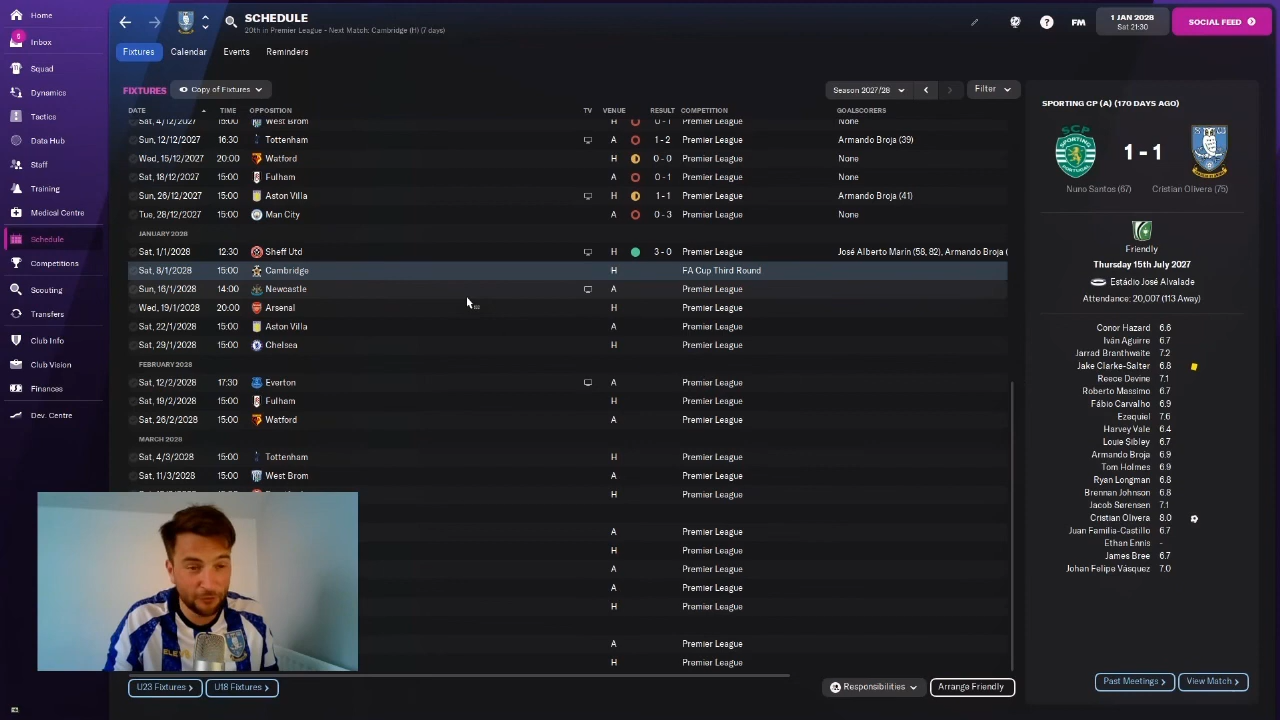 Home
SCHEDULE
20th in Premier League - Next Match: Cambridge (H) (7 days)
FM
1 JAN 2028
Sat 21:30
SOCIAL FEED
5
Inbox
Squad
Dynamics
Tactics
Data Hub
Staff
Training
Medical Centre
Schedule
Competitions
Scouting
Transfers
Club Info
Club Vision
Finances
Dev. Centre
Fixtures Calendar Events Reminders
FIXTURES Copy of Fixtures Season 2027/28 Filter
DATE TIME OPPOSITION TV VENUE RESULT COMPETITION GOALSCORERS
Sat, 4/12/2027 15:00 West Brom H 0 - 1 Premier League None
Sun, 12/12/2027 16:30 Tottenham A 1 - 2 Premier League Armando Broja (39)
Wed, 15/12/2027 20:00 Watford H 0 - 0 Premier League None
Sat, 18/12/2027 15:00 Fulham A 0 - 1 Premier League None
Sun, 26/12/2027 15:00 Aston Villa H 1 - 1 Premier League Armando Broja (41)
Tue, 28/12/2027 15:00 Man City A 0 - 3 Premier League None
JANUARY 2028
Sat, 1/1/2028 12:30 Sheff Utd H 3 - 0 Premier League José Alberto Marín (58, 82), Armando Broja (
Sat, 8/1/2028 15:00 Cambridge H FA Cup Third Round
Sun, 16/1/2028 14:00 Newcastle A Premier League
Wed, 19/1/2028 20:00 Arsenal H Premier League
Sat, 22/1/2028 15:00 Aston Villa A Premier League
Sat, 29/1/2028 15:00 Chelsea H Premier League
FEBRUARY 2028
Sat, 12/2/2028 17:30 Everton A Premier League
Sat, 19/2/2028 15:00 Fulham H Premier League
Sat, 26/2/2028 15:00 Watford A Premier League
MARCH 2028
Sat, 4/3/2028 15:00 Tottenham H Premier League
Sat, 11/3/2028 15:00 West Brom A Premier League
H Premier League
A Premier League
H Premier League
A Premier League
A Premier League
H Premier League
A Premier League
H Premier League
U23 Fixtures U18 Fixtures Responsibilities Arrange Friendly
SPORTING CP (A) (170 DAYS AGO)
SCP
1 - 1
Nuno Santos (67) Cristian Olivera (75)
Friendly
Thursday 15th July 2027
Estádio José Alvalade
Attendance: 20,007 (113 Away)
Conor Hazard 6.6
Iván Aguirre 6.7
Jarrad Branthwaite 7.2
Jake Clarke-Salter 6.8
Reece Devine 7.1
Roberto Massimo 6.7
Fábio Carvalho 6.9
Ezequiel 7.6
Harvey Vale 6.4
Louie Sibley 6.7
Armando Broja 6.9
Tom Holmes 6.9
Ryan Longman 6.8
Brennan Johnson 6.8
Jacob Sørensen 7.1
Cristian Olivera 8.0
Juan Familia-Castillo 6.7
Ethan Ennis -
James Bree 6.7
Johan Felipe Vásquez 7.0
Past Meetings View Match